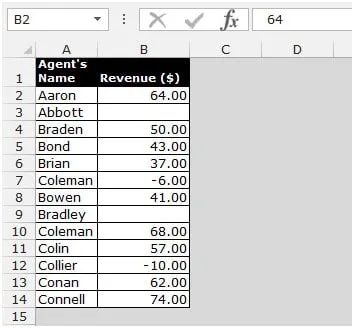 B2 fx 64
A B C D E
1 Agent's
Name Revenue ($)
2 Aaron 64.00
3 Abbott
4 Braden 50.00
5 Bond 43.00
6 Brian 37.00
7 Coleman -6.00
8 Bowen 41.00
9 Bradley
10 Coleman 68.00
11 Colin 57.00
12 Collier -10.00
13 Conan 62.00
14 Connell 74.00
15